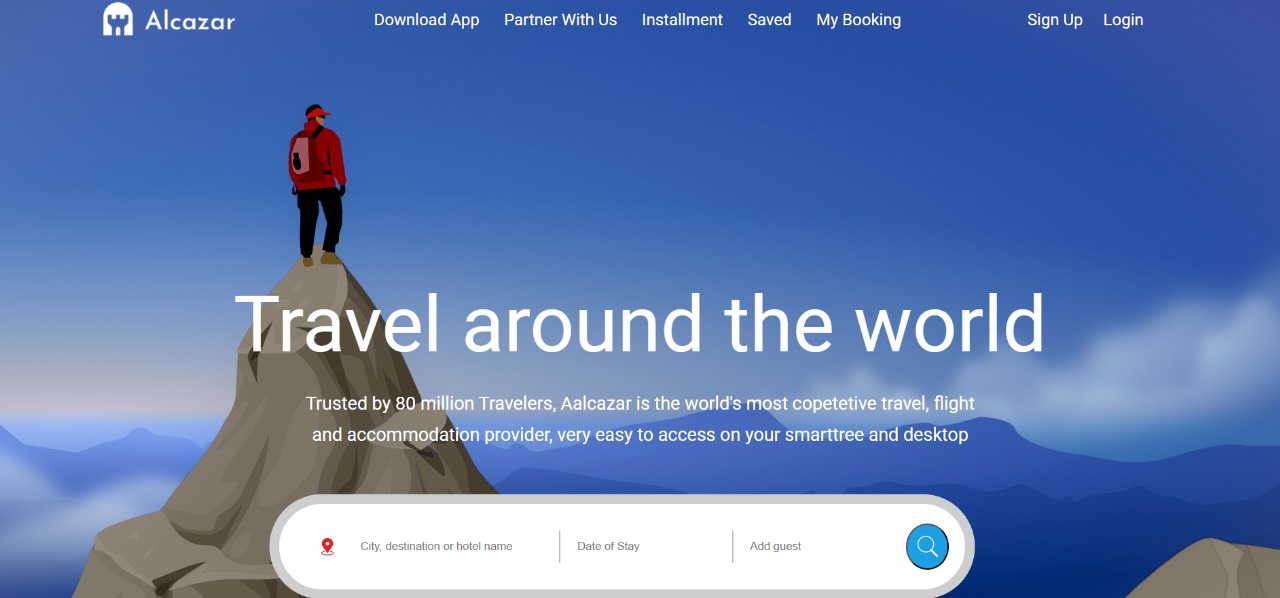 Alcazar
Download App Partner With Us Installment Saved My Booking Sign Up Login
Travel around the world
Trusted by 80 million Travelers, Aalcazar is the world's most copetetive travel, flight
and accommodation provider, very easy to access on your smarttree and desktop
City, destination or hotel name Date of Stay Add guest